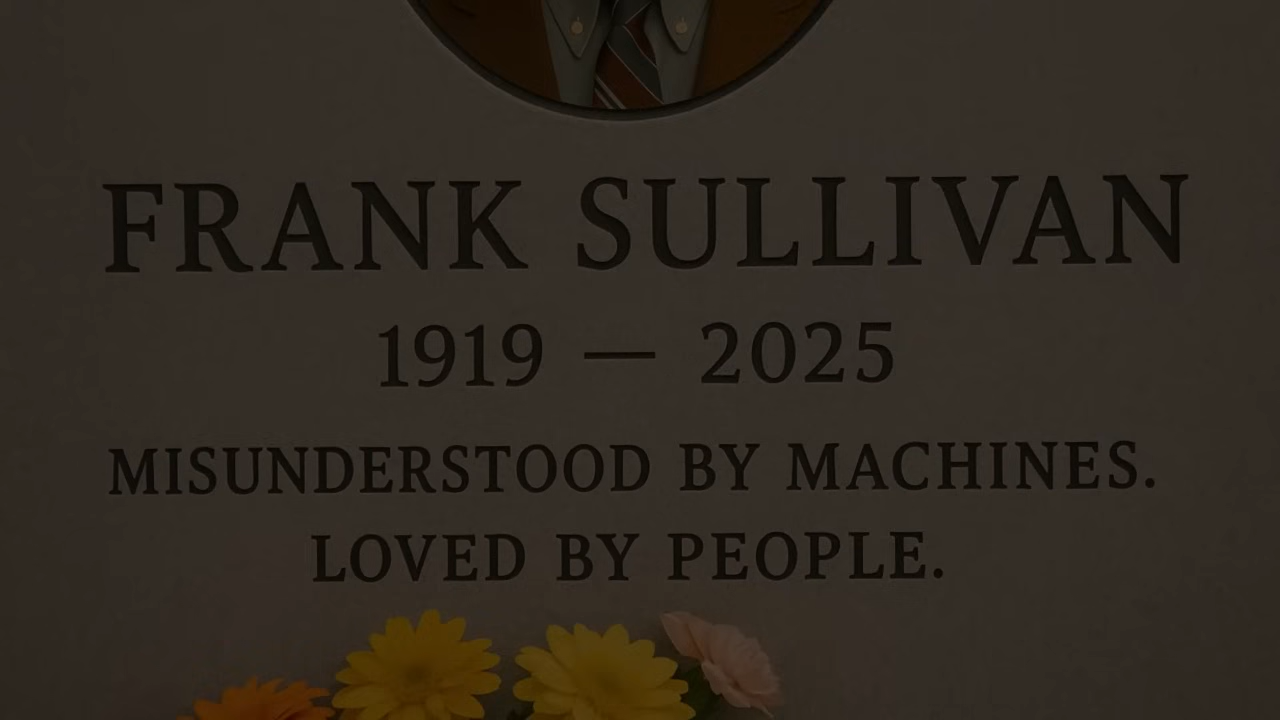 FRANK SULLIVAN
1919 — 2025
MISUNDERSTOOD BY MACHINES.
LOVED BY PEOPLE.